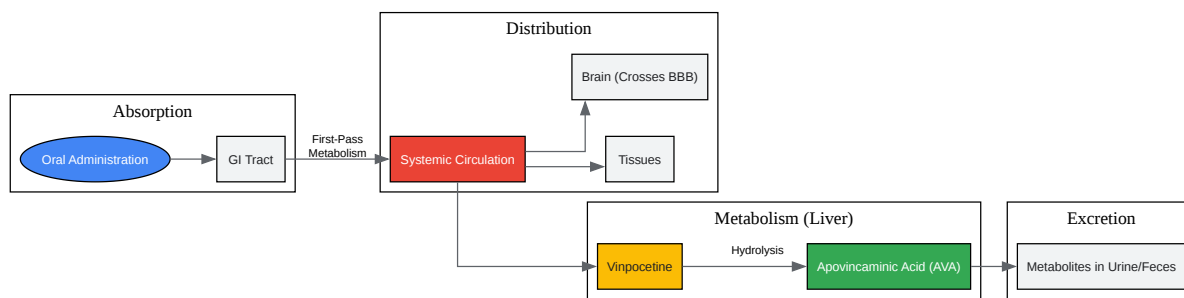 Distribution
Brain (Crosses BBB)
Absorption
Oral Administration
GI Tract
First-Pass
Metabolism
Systemic Circulation
Tissues
Metabolism (Liver)
Vinpocetine
Hydrolysis
Apovincaminic Acid (AVA)
Excretion
Metabolites in Urine/Feces